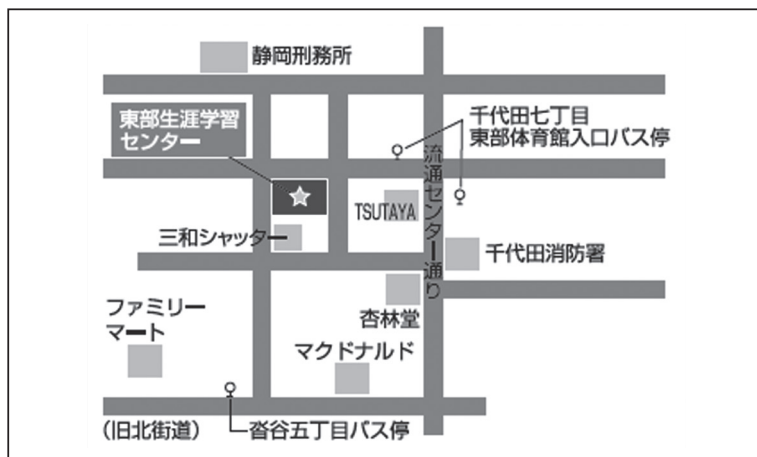 静岡刑務所
東部生涯学習
センター
千代田七丁目
東部体育館入口バス停
流通センター通り
TSUTAYA
三和シャッター
千代田消防署
ファミリー
マート
杏林堂
マクドナルド
(旧北街道)
沓谷五丁目バス停